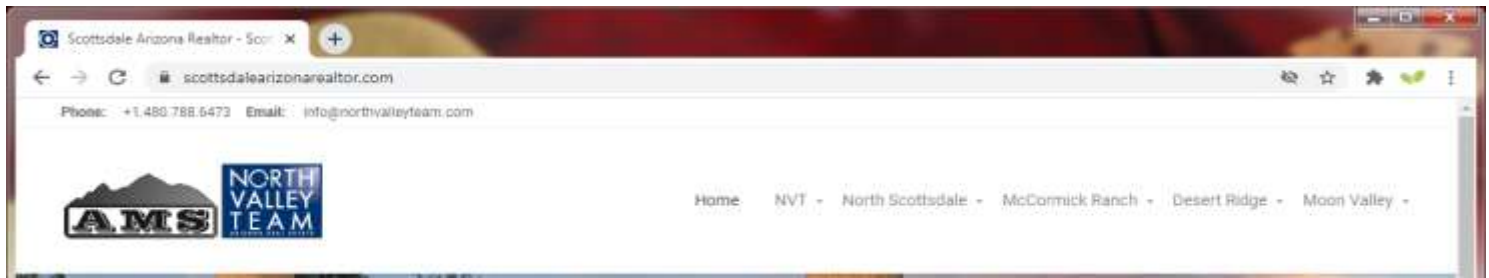 Scottsdale Arizona Realtor - Scot
scottsdalearizonarealtor.com
Phone: +1.480.788.6473 Email: info@northvalleyteam.com
AMS
NORTH
VALLEY
TEAM
Home NVT North Scottsdale McCormick Ranch Desert Ridge Moon Valley